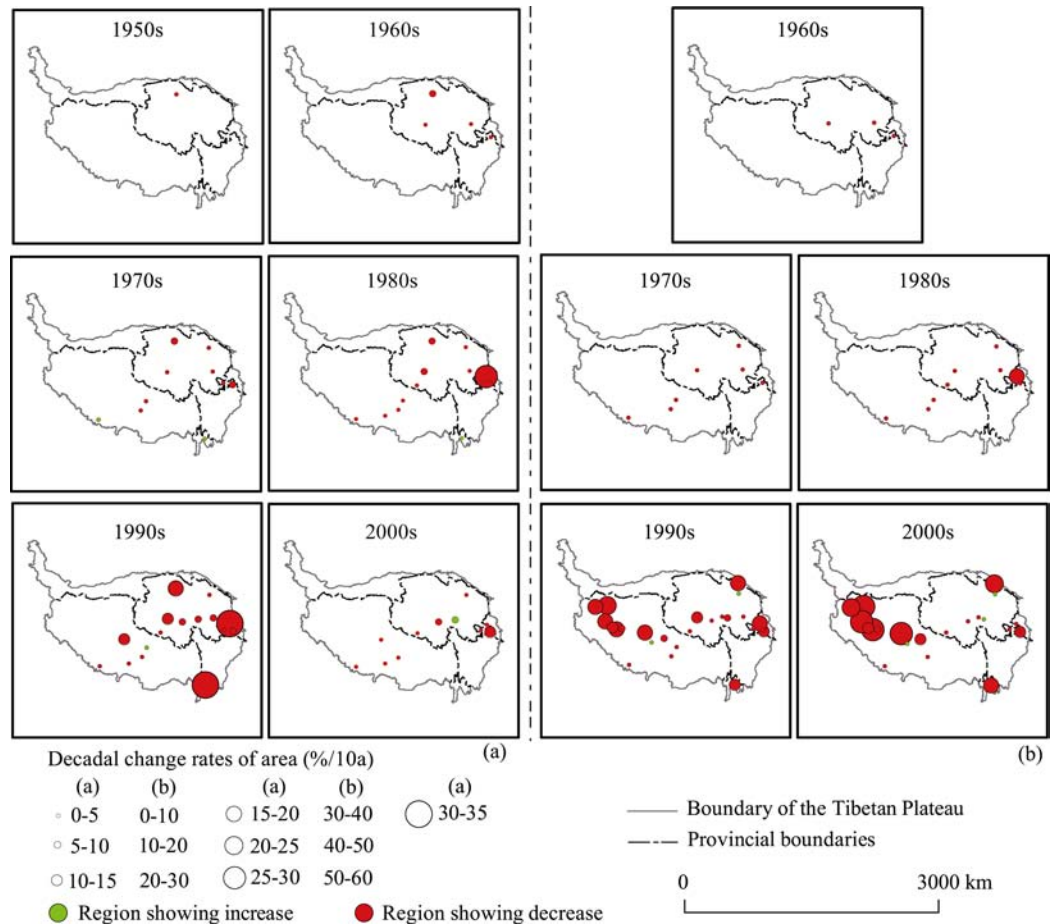 1950s 1960s 1960s
1970s 1980s 1970s 1980s
1990s 2000s 1990s 2000s
(a) (b)
Decadal change rates of area (%/10a)
(a) (b) (a) (b) (a)
0-5 0-10 15-20 30-40 30-35
5-10 10-20 20-25 40-50
10-15 20-30 25-30 50-60
Region showing increase Region showing decrease
Boundary of the Tibetan Plateau
Provincial boundaries
0 3000 km